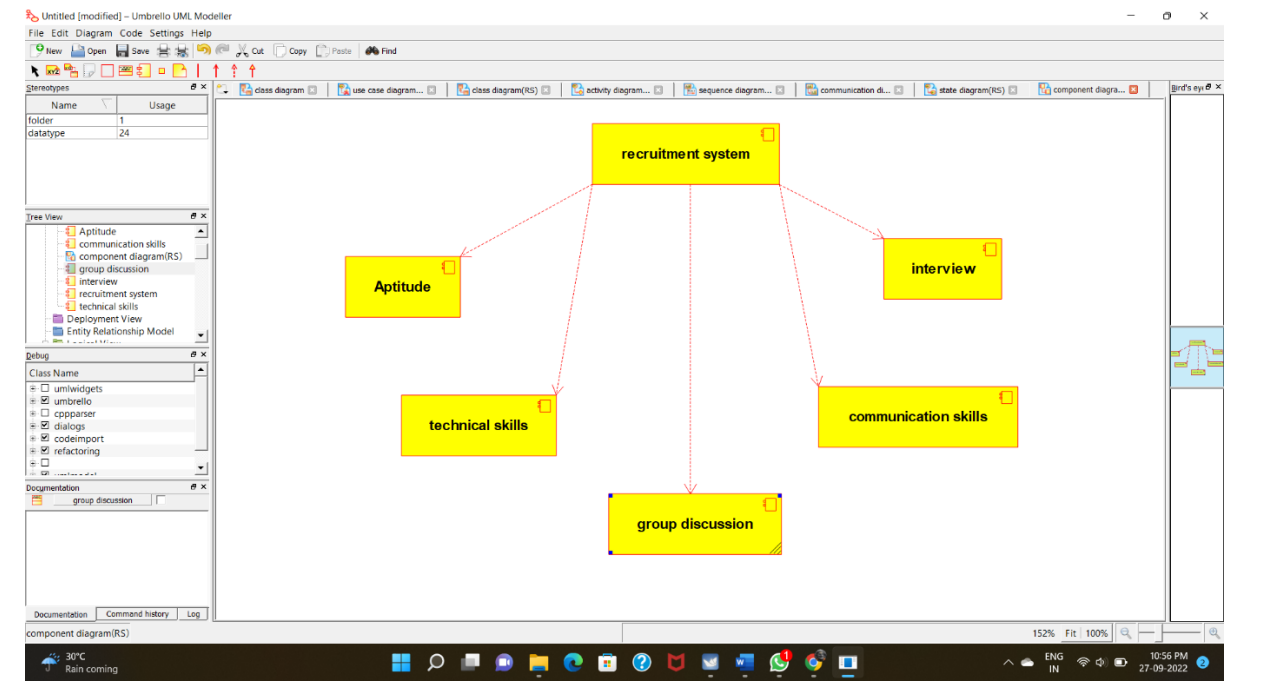 Untitled [modified] – Umbrello UML Modeller
File Edit Diagram Code Settings Help
New Open Save Cut Copy Paste Find
xyz
Stereotypes
class diagram use case diagram... class diagram(RS) activity diagram... sequence diagram... communication di... state diagram(RS) component diagra...
Bird's eye
Name Usage
folder 1
datatype 24
Tree View
Aptitude
communication skills
component diagram(RS)
group discussion
interview
recruitment system
technical skills
Deployment View
Entity Relationship Model
Debug
Class Name
umlwidgets
umbrello
cppparser
dialogs
codeimport
refactoring
Documentation
group discussion
Documentation Command history Log
recruitment system
Aptitude
interview
technical skills
communication skills
group discussion
component diagram(RS)
152% Fit 100%
30°C
Rain coming
ENG
IN
10:56 PM
27-09-2022
2